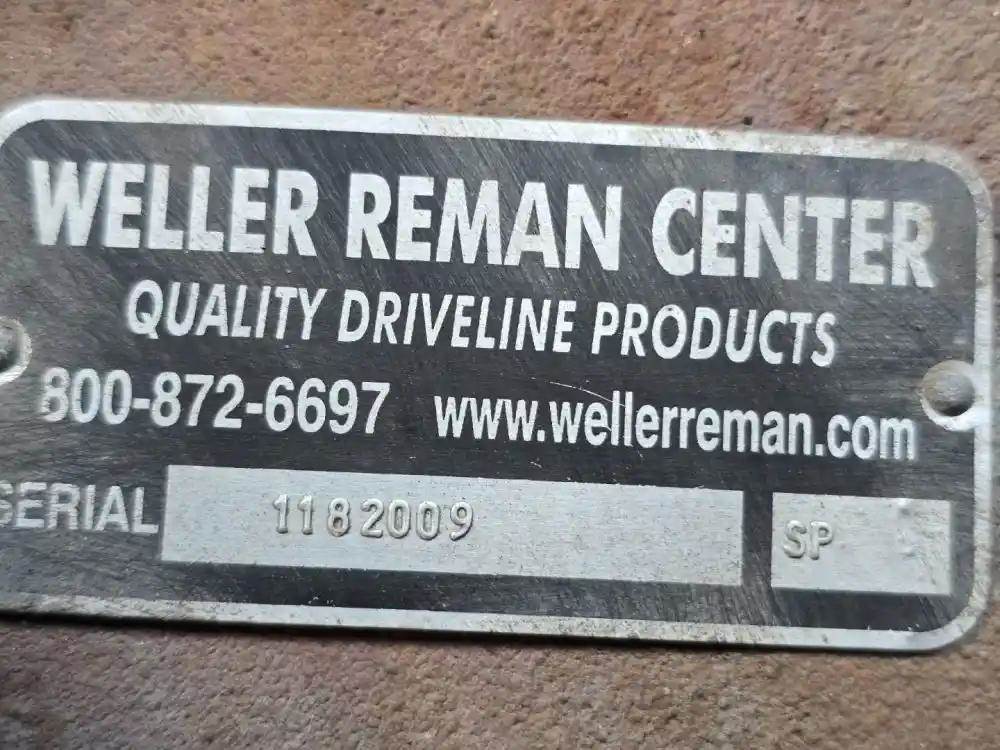 WELLER REMAN CENTER
QUALITY DRIVELINE PRODUCTS
800-872-6697 www.wellerreman.com
SERIAL 1182009 SP